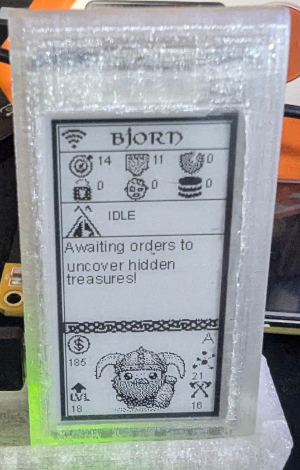 BJORN
14 11 0
0 0 0
IDLE
Awaiting orders to
uncover hidden
treasures!
$ A
185 21
LVL
18 16